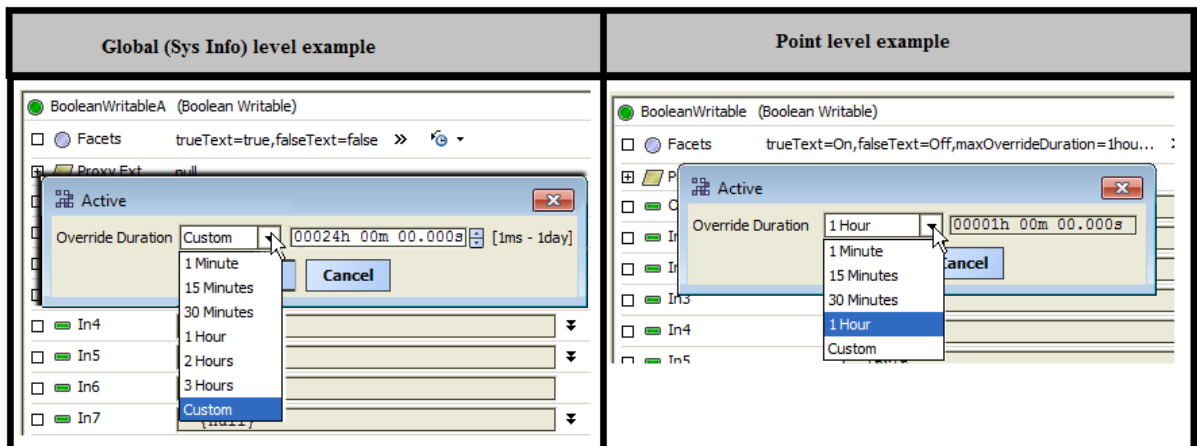 Global (Sys Info) level example
BooleanWritableA (Boolean Writable)
Facets trueText=true,falseText=false »
Proxy Ext null
Active
Override Duration Custom 00024h 00m 00.000s [1ms - 1day]
1 Minute
15 Minutes
30 Minutes
1 Hour
2 Hours
3 Hours
Custom
Cancel
In4
In5
In6
In7
Point level example
BooleanWritable (Boolean Writable)
Facets trueText=On,falseText=Off,maxOverrideDuration=1hou...
Active
Override Duration 1 Hour 00001h 00m 00.000s
1 Minute
15 Minutes
30 Minutes
1 Hour
Custom
In3
In4
In5